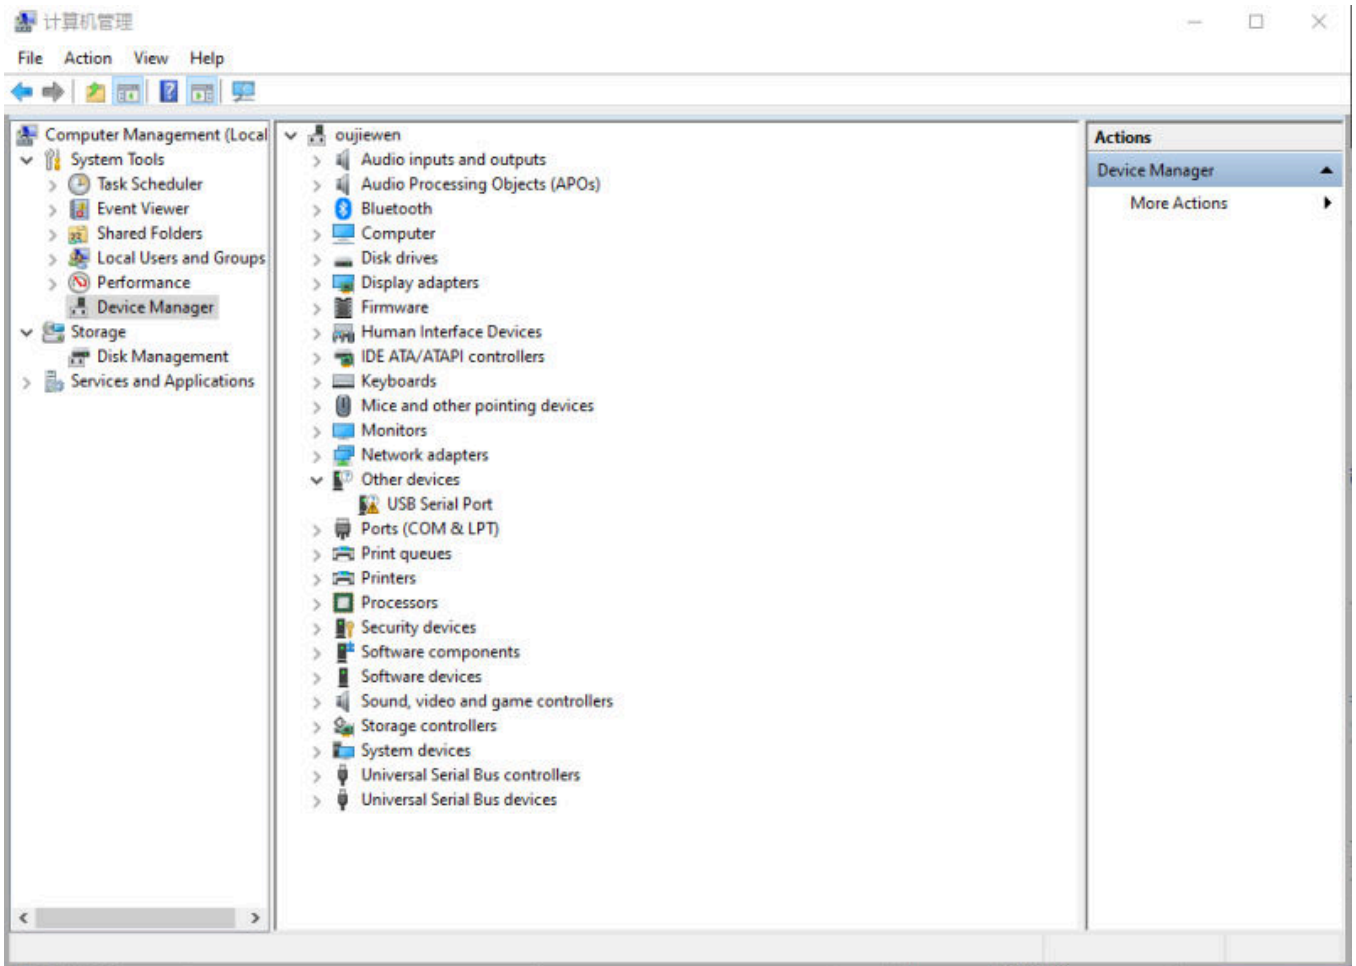 计算机管理
File Action View Help
Computer Management (Local
System Tools
Task Scheduler
Event Viewer
Shared Folders
Local Users and Groups
Performance
Device Manager
Storage
Disk Management
Services and Applications
oujiewen
Audio inputs and outputs
Audio Processing Objects (APOs)
Bluetooth
Computer
Disk drives
Display adapters
Firmware
Human Interface Devices
IDE ATA/ATAPI controllers
Keyboards
Mice and other pointing devices
Monitors
Network adapters
Other devices
USB Serial Port
Ports (COM & LPT)
Print queues
Printers
Processors
Security devices
Software components
Software devices
Sound, video and game controllers
Storage controllers
System devices
Universal Serial Bus controllers
Universal Serial Bus devices
Actions
Device Manager
More Actions